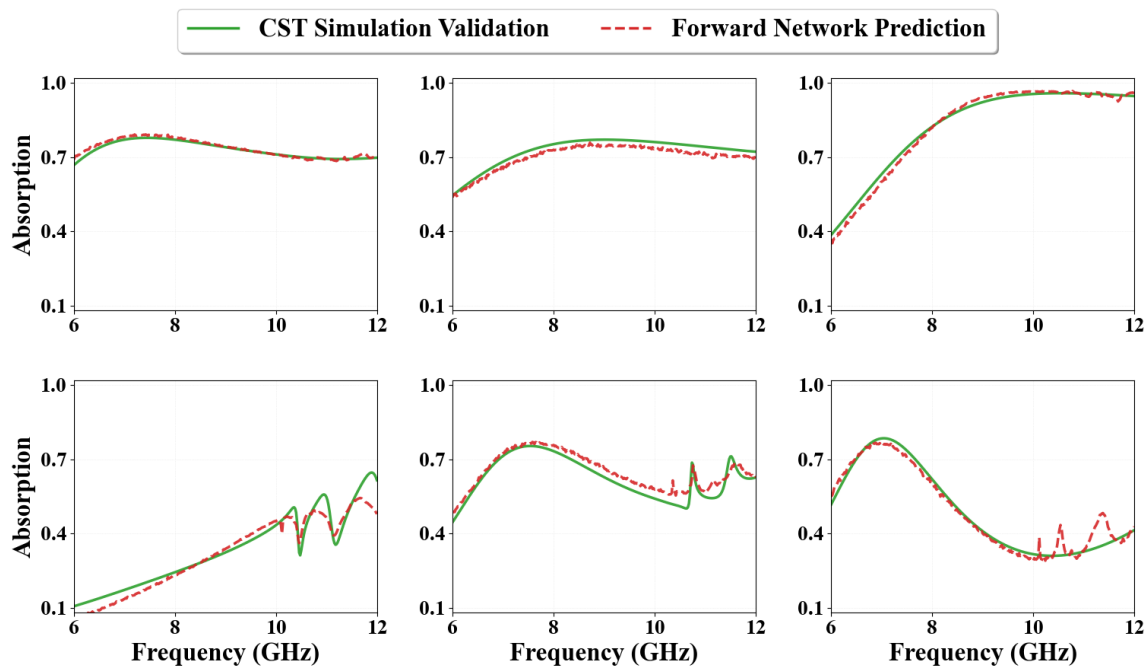 CST Simulation Validation Forward Network Prediction
1.0 1.0 1.0
0.7 0.7 0.7
Absorption
0.4 0.4 0.4
0.1 0.1 0.1
6 8 10 12 6 8 10 12 6 8 10 12
1.0 1.0 1.0
0.7 0.7 0.7
Absorption
0.4 0.4 0.4
0.1 0.1 0.1
6 8 10 12 6 8 10 12 6 8 10 12
Frequency (GHz) Frequency (GHz) Frequency (GHz)